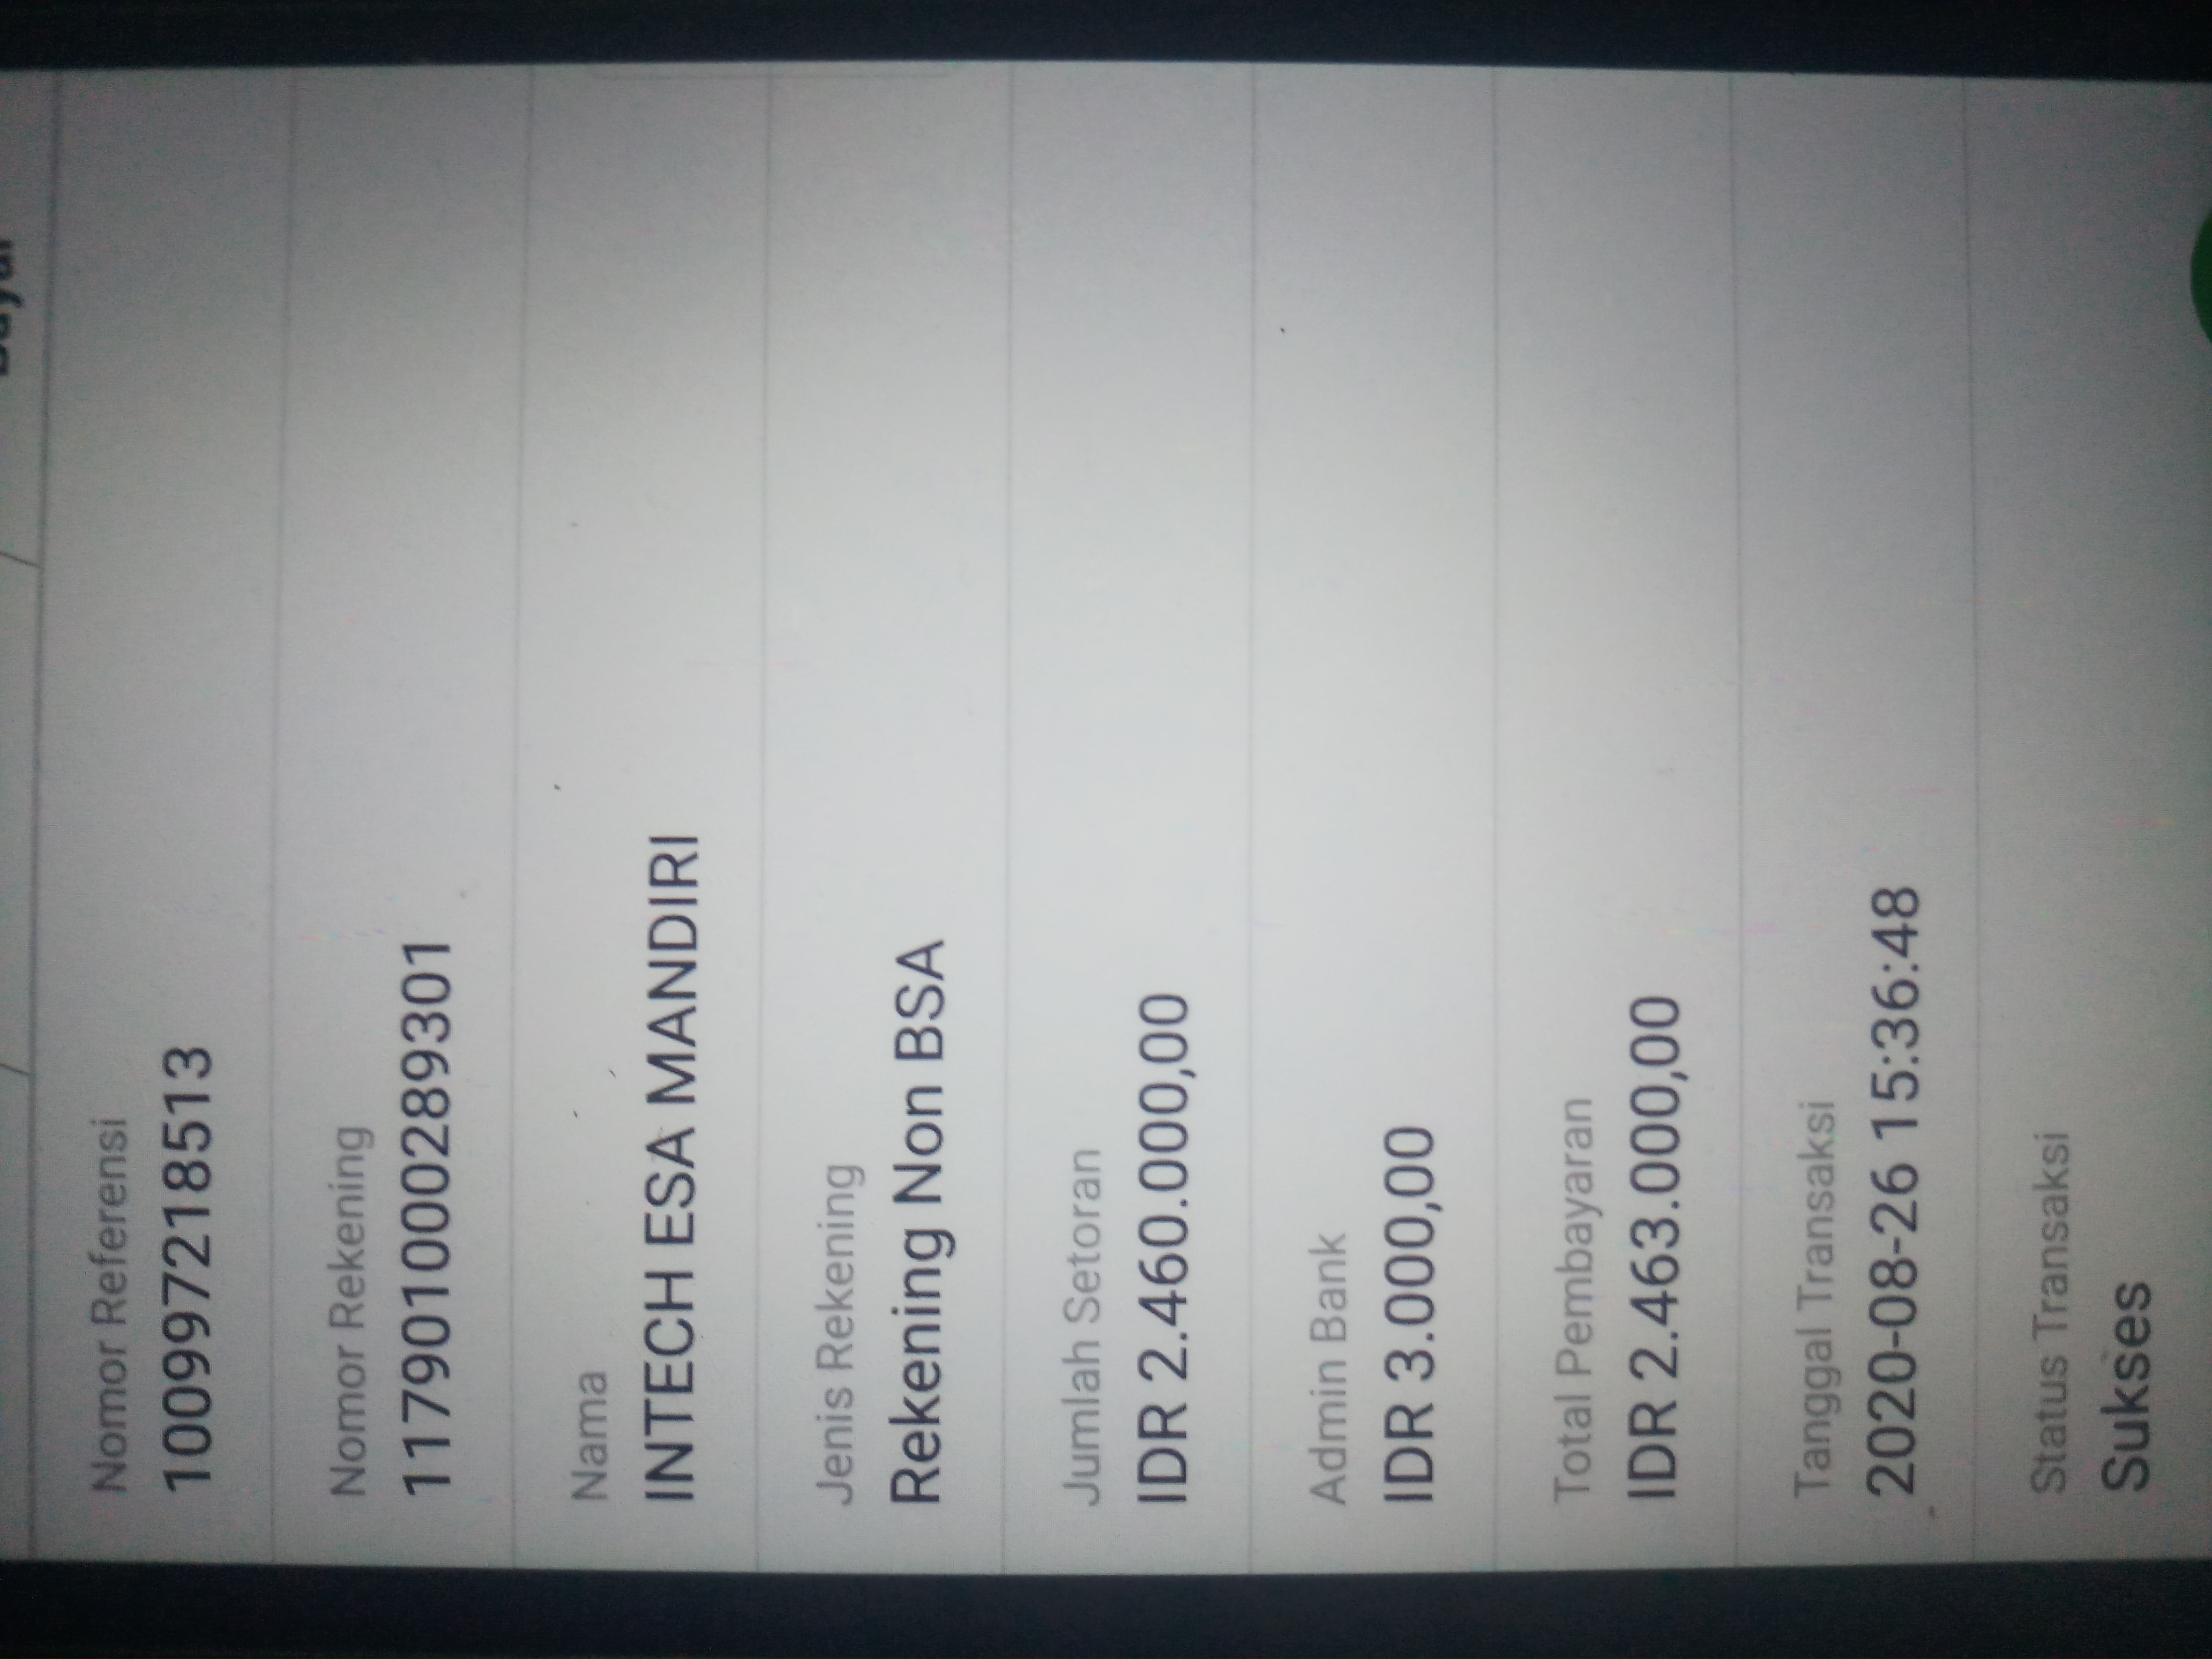 Nomor Referensi
100997218513
Nomor Rekening
117901000289301
Nama
INTECH ESA MANDIRI
Jenis Rekening
Rekening Non BSA
Jumlah Setoran
IDR 2.460.000,00
Admin Bank
IDR 3.000,00
Total Pembayaran
IDR 2.463.000,00
Tanggal Transaksi
2020-08-26 15:36:48
Status Transaksi
Sukses